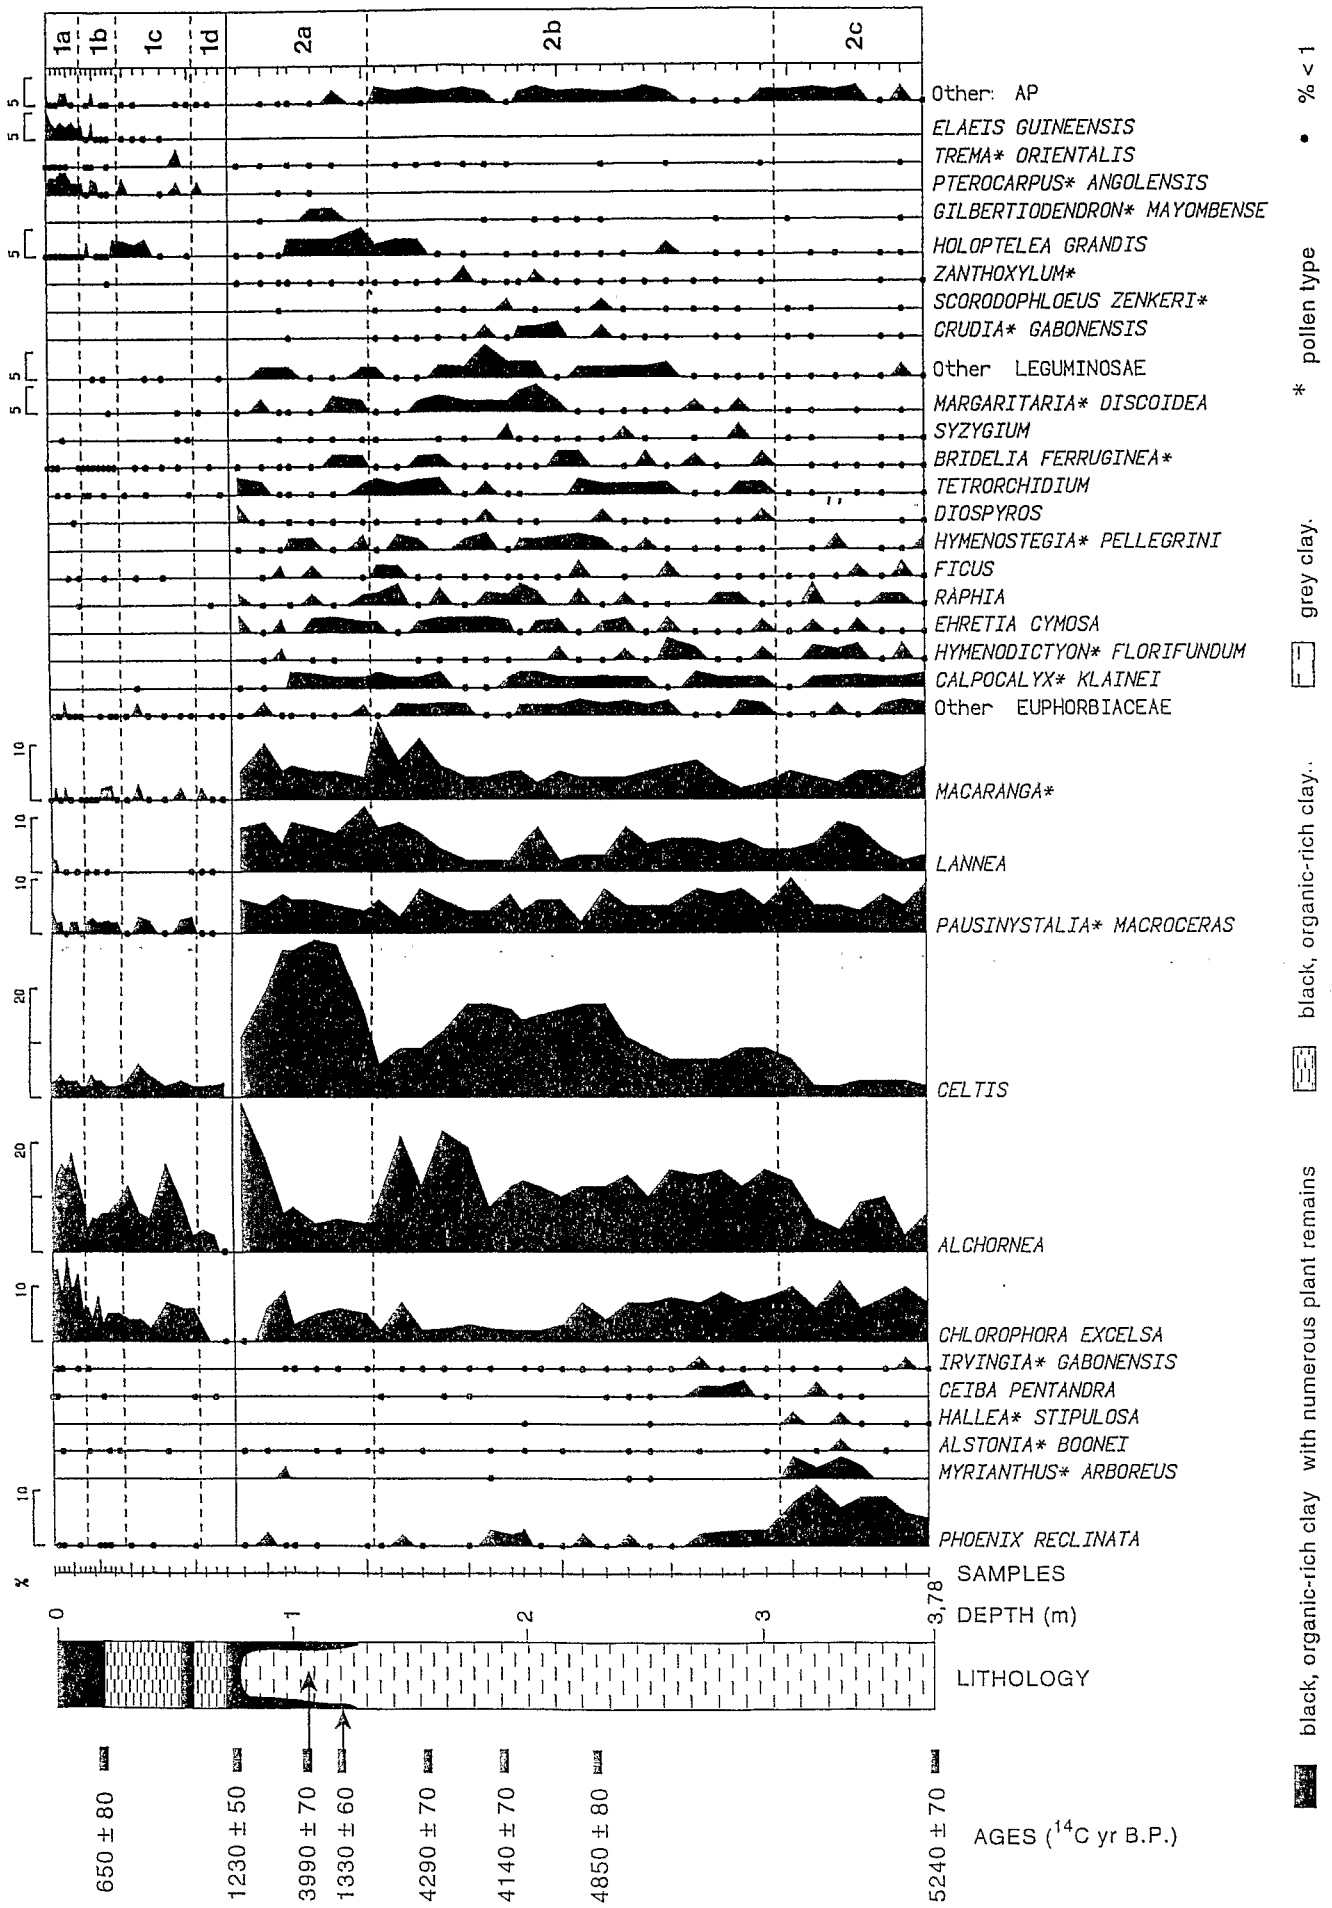 1a
1b
1c
1d
2a
2b
2c
5
Other: AP
5
ELAEIS GUINEENSIS
TREMA* ORIENTALIS
PTEROCARPUS* ANGOLENSIS
GILBERTIODENDRON* MAYOMBENSE
5
HOLOPTELEA GRANDIS
ZANTHOXYLUM*
SCORODOPHLOEUS ZENKERI*
CRUDIA* GABONENSIS
5
Other LEGUMINOSAE
5
MARGARITARIA* DISCOIDEA
SYZYGIUM
BRIDELIA FERRUGINEA*
TETRORCHIDIUM
DIOSPYROS
HYMENOSTEGIA* PELLEGRINI
FICUS
RAPHIA
EHRETIA CYMOSA
HYMENODICTYON* FLORIFUNDUM
CALPOCALYX* KLAINEI
Other EUPHORBIACEAE
10
MACARANGA*
10
LANNEA
10
PAUSINYSTALIA* MACROCERAS
20
CELTIS
20
ALCHORNEA
10
CHLOROPHORA EXCELSA
IRVINGIA* GABONENSIS
CEIBA PENTANDRA
HALLEA* STIPULOSA
ALSTONIA* BOONEI
MYRIANTHUS* ARBOREUS
10
PHOENIX RECLINATA
%
SAMPLES
0
1
2
3
3,78
DEPTH (m)
LITHOLOGY
650 ± 80
1230 ± 50
3990 ± 70
1330 ± 60
4290 ± 70
4140 ± 70
4850 ± 80
5240 ± 70
AGES (14C yr B.P.)
black, organic-rich clay with numerous plant remains
black, organic-rich clay..
grey clay.
* pollen type
• % < 1